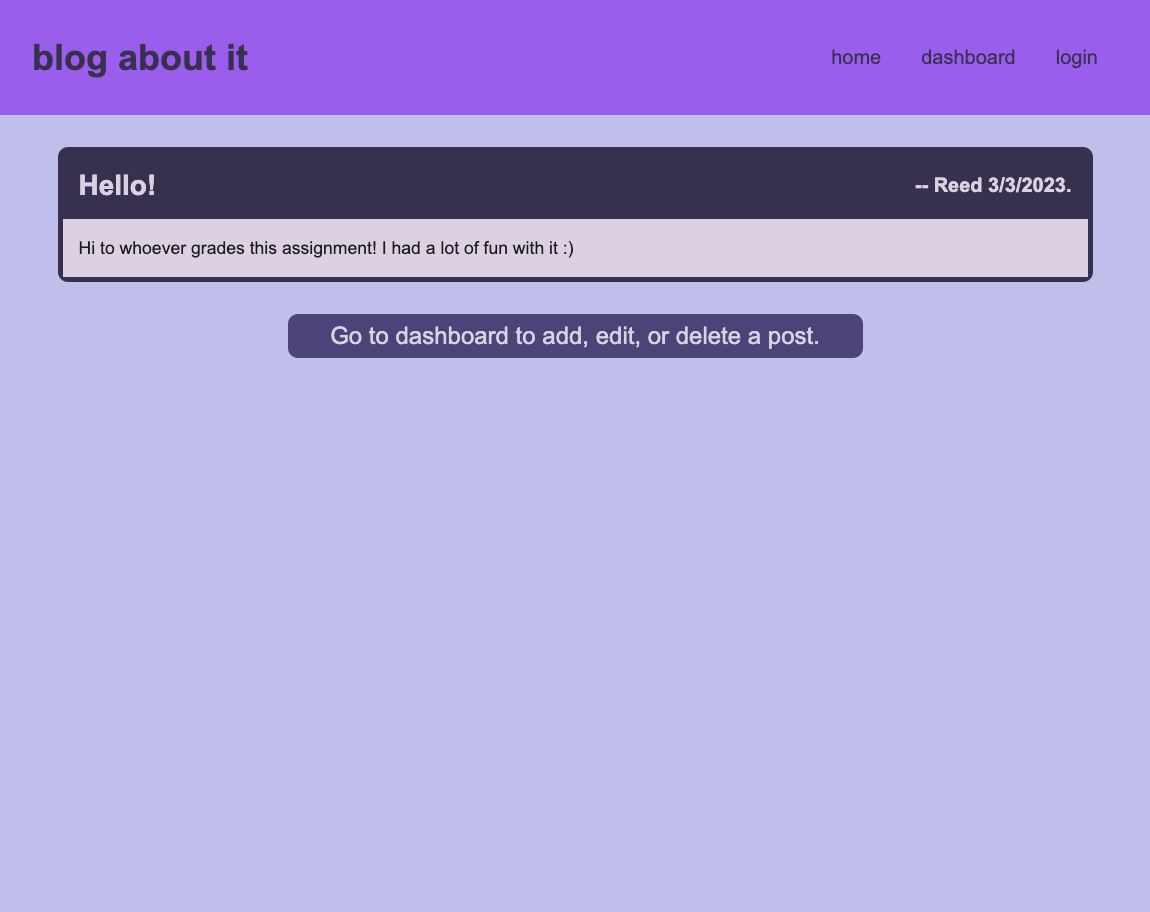 blog about it
home dashboard login
Hello!
-- Reed 3/3/2023.
Hi to whoever grades this assignment! I had a lot of fun with it :)
Go to dashboard to add, edit, or delete a post.